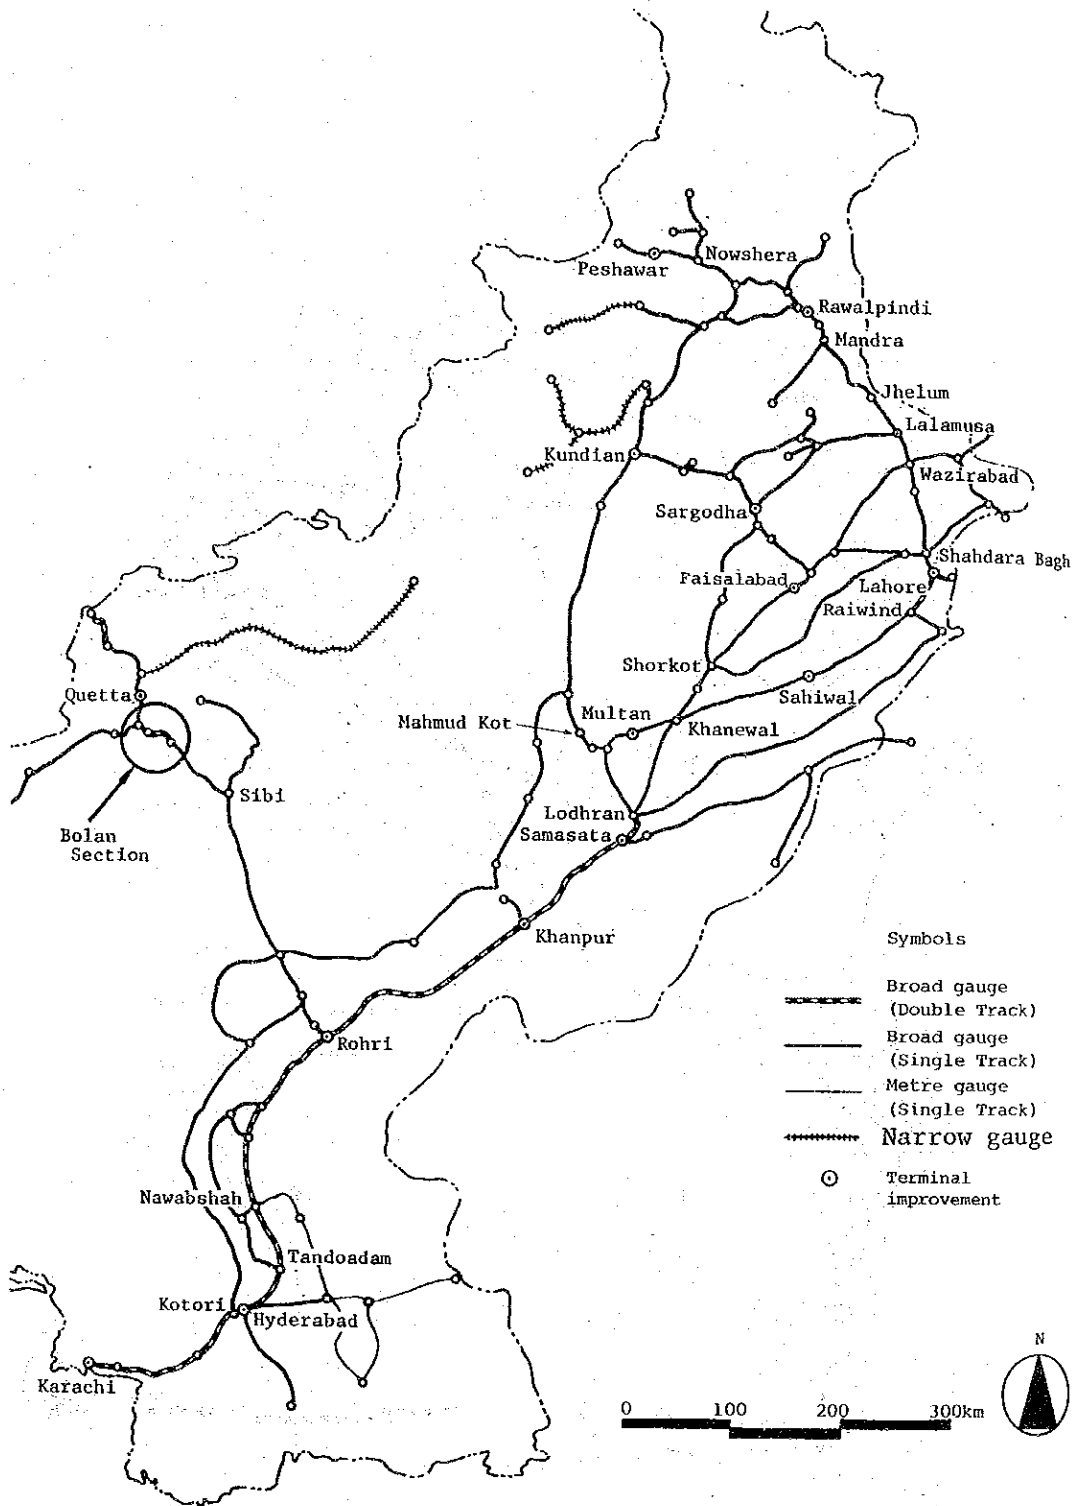 Nowshera
Peshawar
Rawalpindi
Mandra
Jhelum
Lalamusa
Kundian
Wazirabad
Sargodha
Shahdara Bagh
Faisalabad
Lahore
Raiwind
Shorkot
Quetta
Sahiwal
Mahmud Kot
Multan
Khanewal
Sibi
Lodhran
Samasata
Bolan
Section
Khanpur
Symbols
Broad gauge
(Double Track)
Broad gauge
(Single Track)
Metre gauge
(Single Track)
Narrow gauge
Terminal
improvement
Rohri
Nawabshah
Tandoadam
Kotori
Hyderabad
Karachi
N
0 100 200 300km